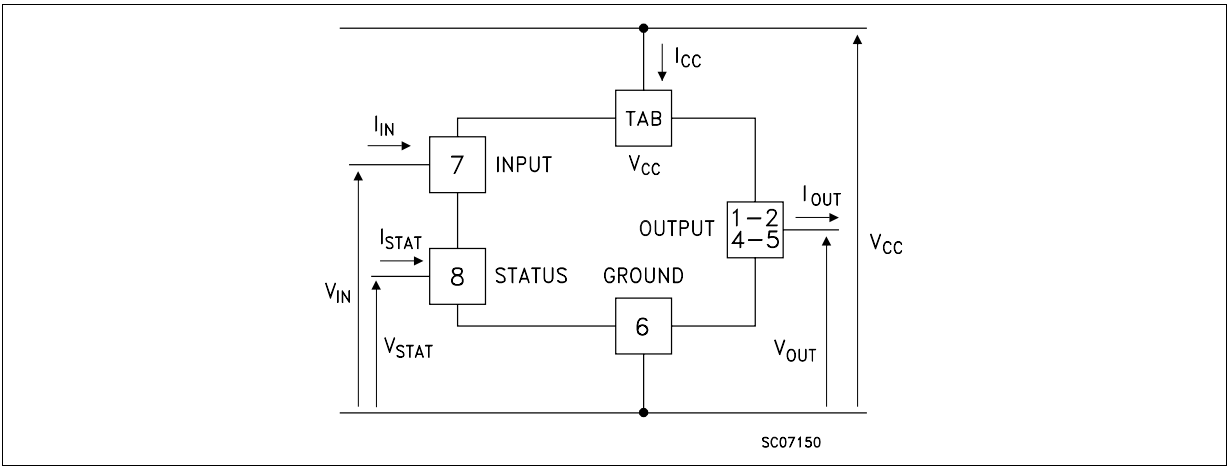 I_CC
TAB
V_CC
I_IN
7 INPUT
I_OUT
1-2
4-5
OUTPUT
V_CC
I_STAT
8 STATUS
GROUND
6
V_IN
V_STAT
V_OUT
SC07150